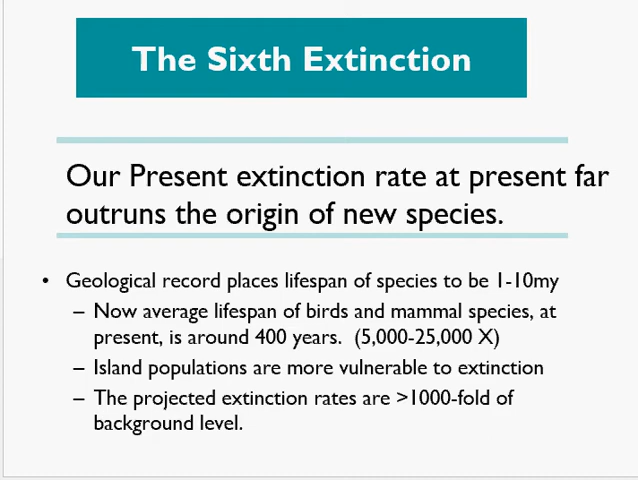 The Sixth Extinction
Our Present extinction rate at present far
outruns the origin of new species.
• Geological record places lifespan of species to be 1-10my
– Now average lifespan of birds and mammal species, at
present, is around 400 years. (5,000-25,000 X)
– Island populations are more vulnerable to extinction
– The projected extinction rates are >1000-fold of
background level.